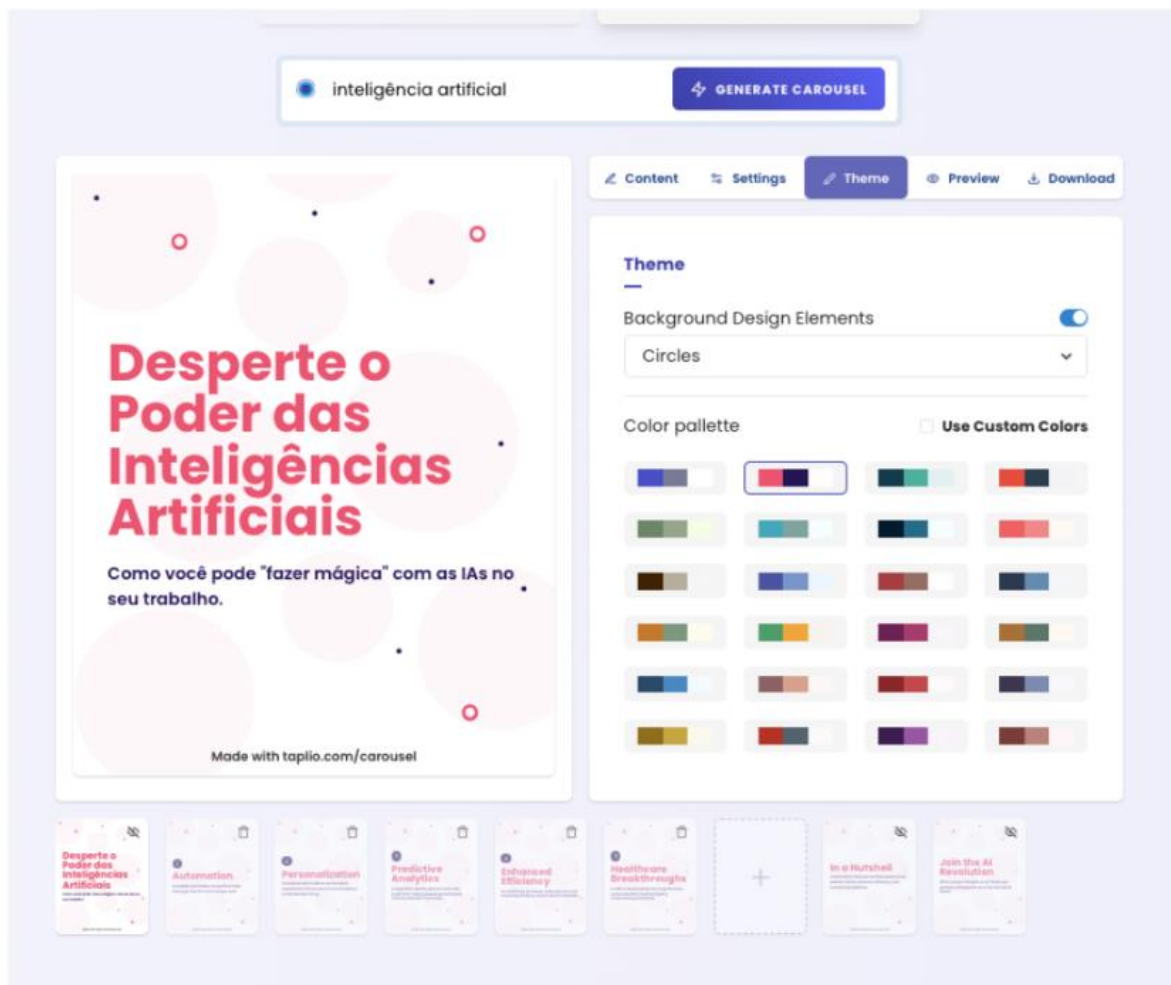 inteligência artificial
GENERATE CAROUSEL
Content
Settings
Theme
Preview
Download
Desperte o
Poder das
Inteligências
Artificiais
Como você pode "fazer mágica" com as IAs no
seu trabalho.
Made with taplio.com/carousel
Theme
Background Design Elements
Circles
Color pallette
Use Custom Colors
Desperte o
Poder das
Inteligências
Artificiais
Automation
Personalization
Predictive
Analytics
Enhanced
Efficiency
Healthcare
Breakthroughs
In a Nutshell
Join the AI
Revolution